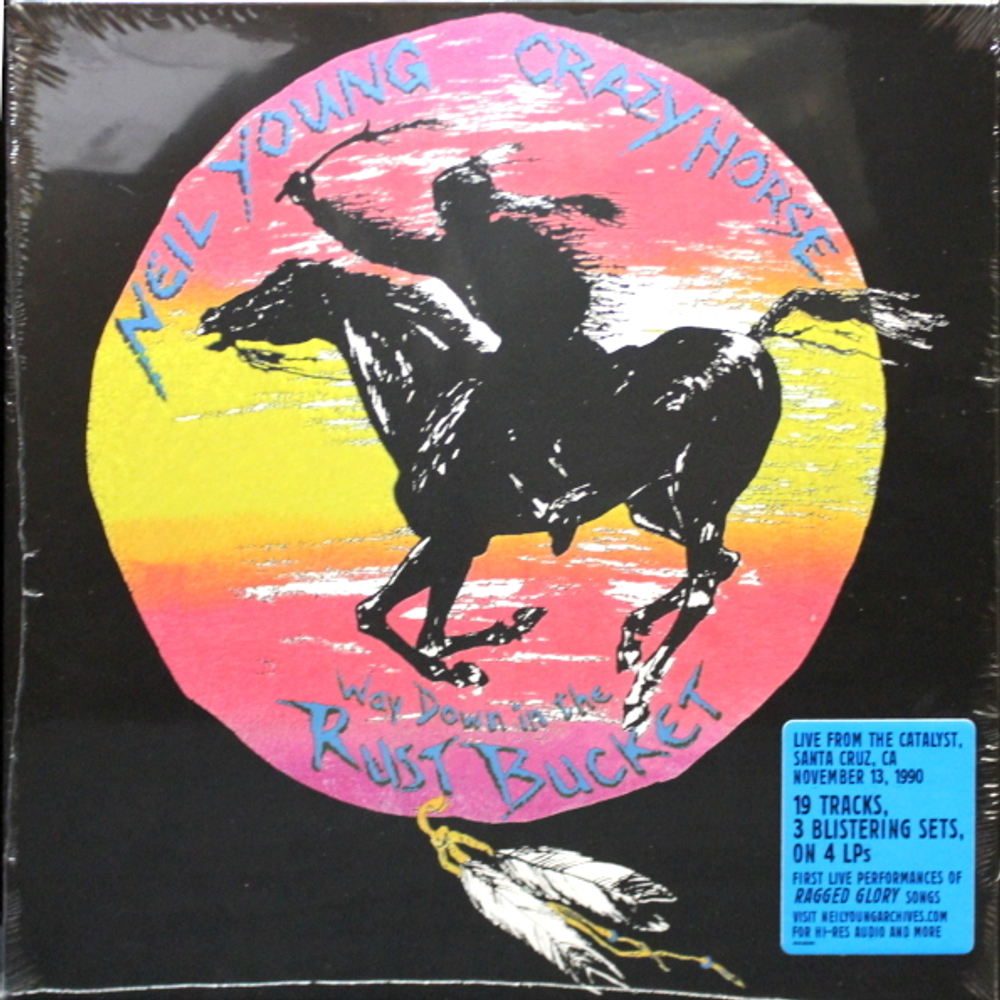 NEIL YOUNG CRAZY HORSE
Way Down in the
RUST BUCKET
LIVE FROM THE CATALYST,
SANTA CRUZ, CA
NOVEMBER 13, 1990
19 TRACKS,
3 BLISTERING SETS,
ON 4 LPs
FIRST LIVE PERFORMANCES OF
RAGGED GLORY SONGS
VISIT NEILYOUNGARCHIVES.COM
FOR HI-RES AUDIO AND MORE